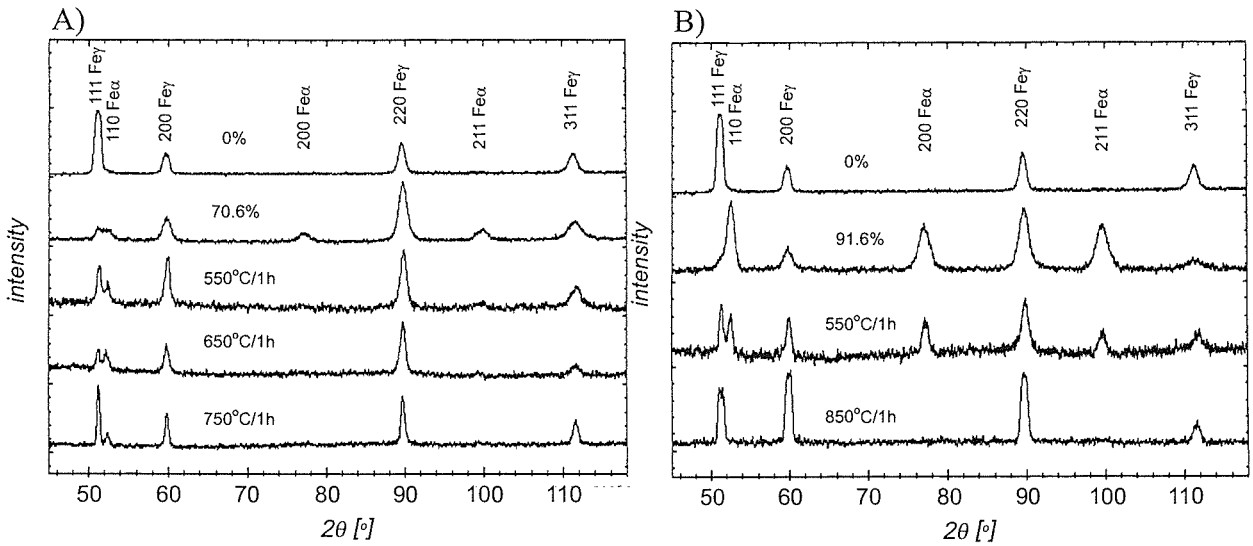 A)
111 Feγ
110 Feα
200 Feγ
200 Feα
220 Feγ
211 Feα
311 Feγ
0%
70.6%
550°C/1h
650°C/1h
750°C/1h
intensity
50 60 70 80 90 100 110
2θ [°]
B)
111 Feγ
110 Feα
200 Feγ
200 Feα
220 Feγ
211 Feα
311 Feγ
0%
91.6%
550°C/1h
850°C/1h
intensity
50 60 70 80 90 100 110
2θ [°]